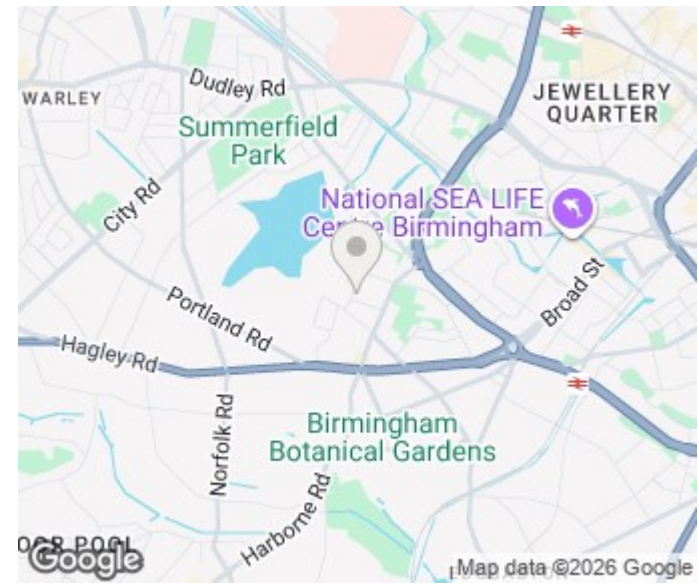 Dudley Rd
WARLEY
JEWELLERY
QUARTER
Summerfield
Park
City Rd
National SEA LIFE
Centre Birmingham
Broad St
Portland Rd
Hagley Rd
Norfolk Rd
Birmingham
Botanical Gardens
Harborne Rd
POOL
Google
Map data ©2026 Google